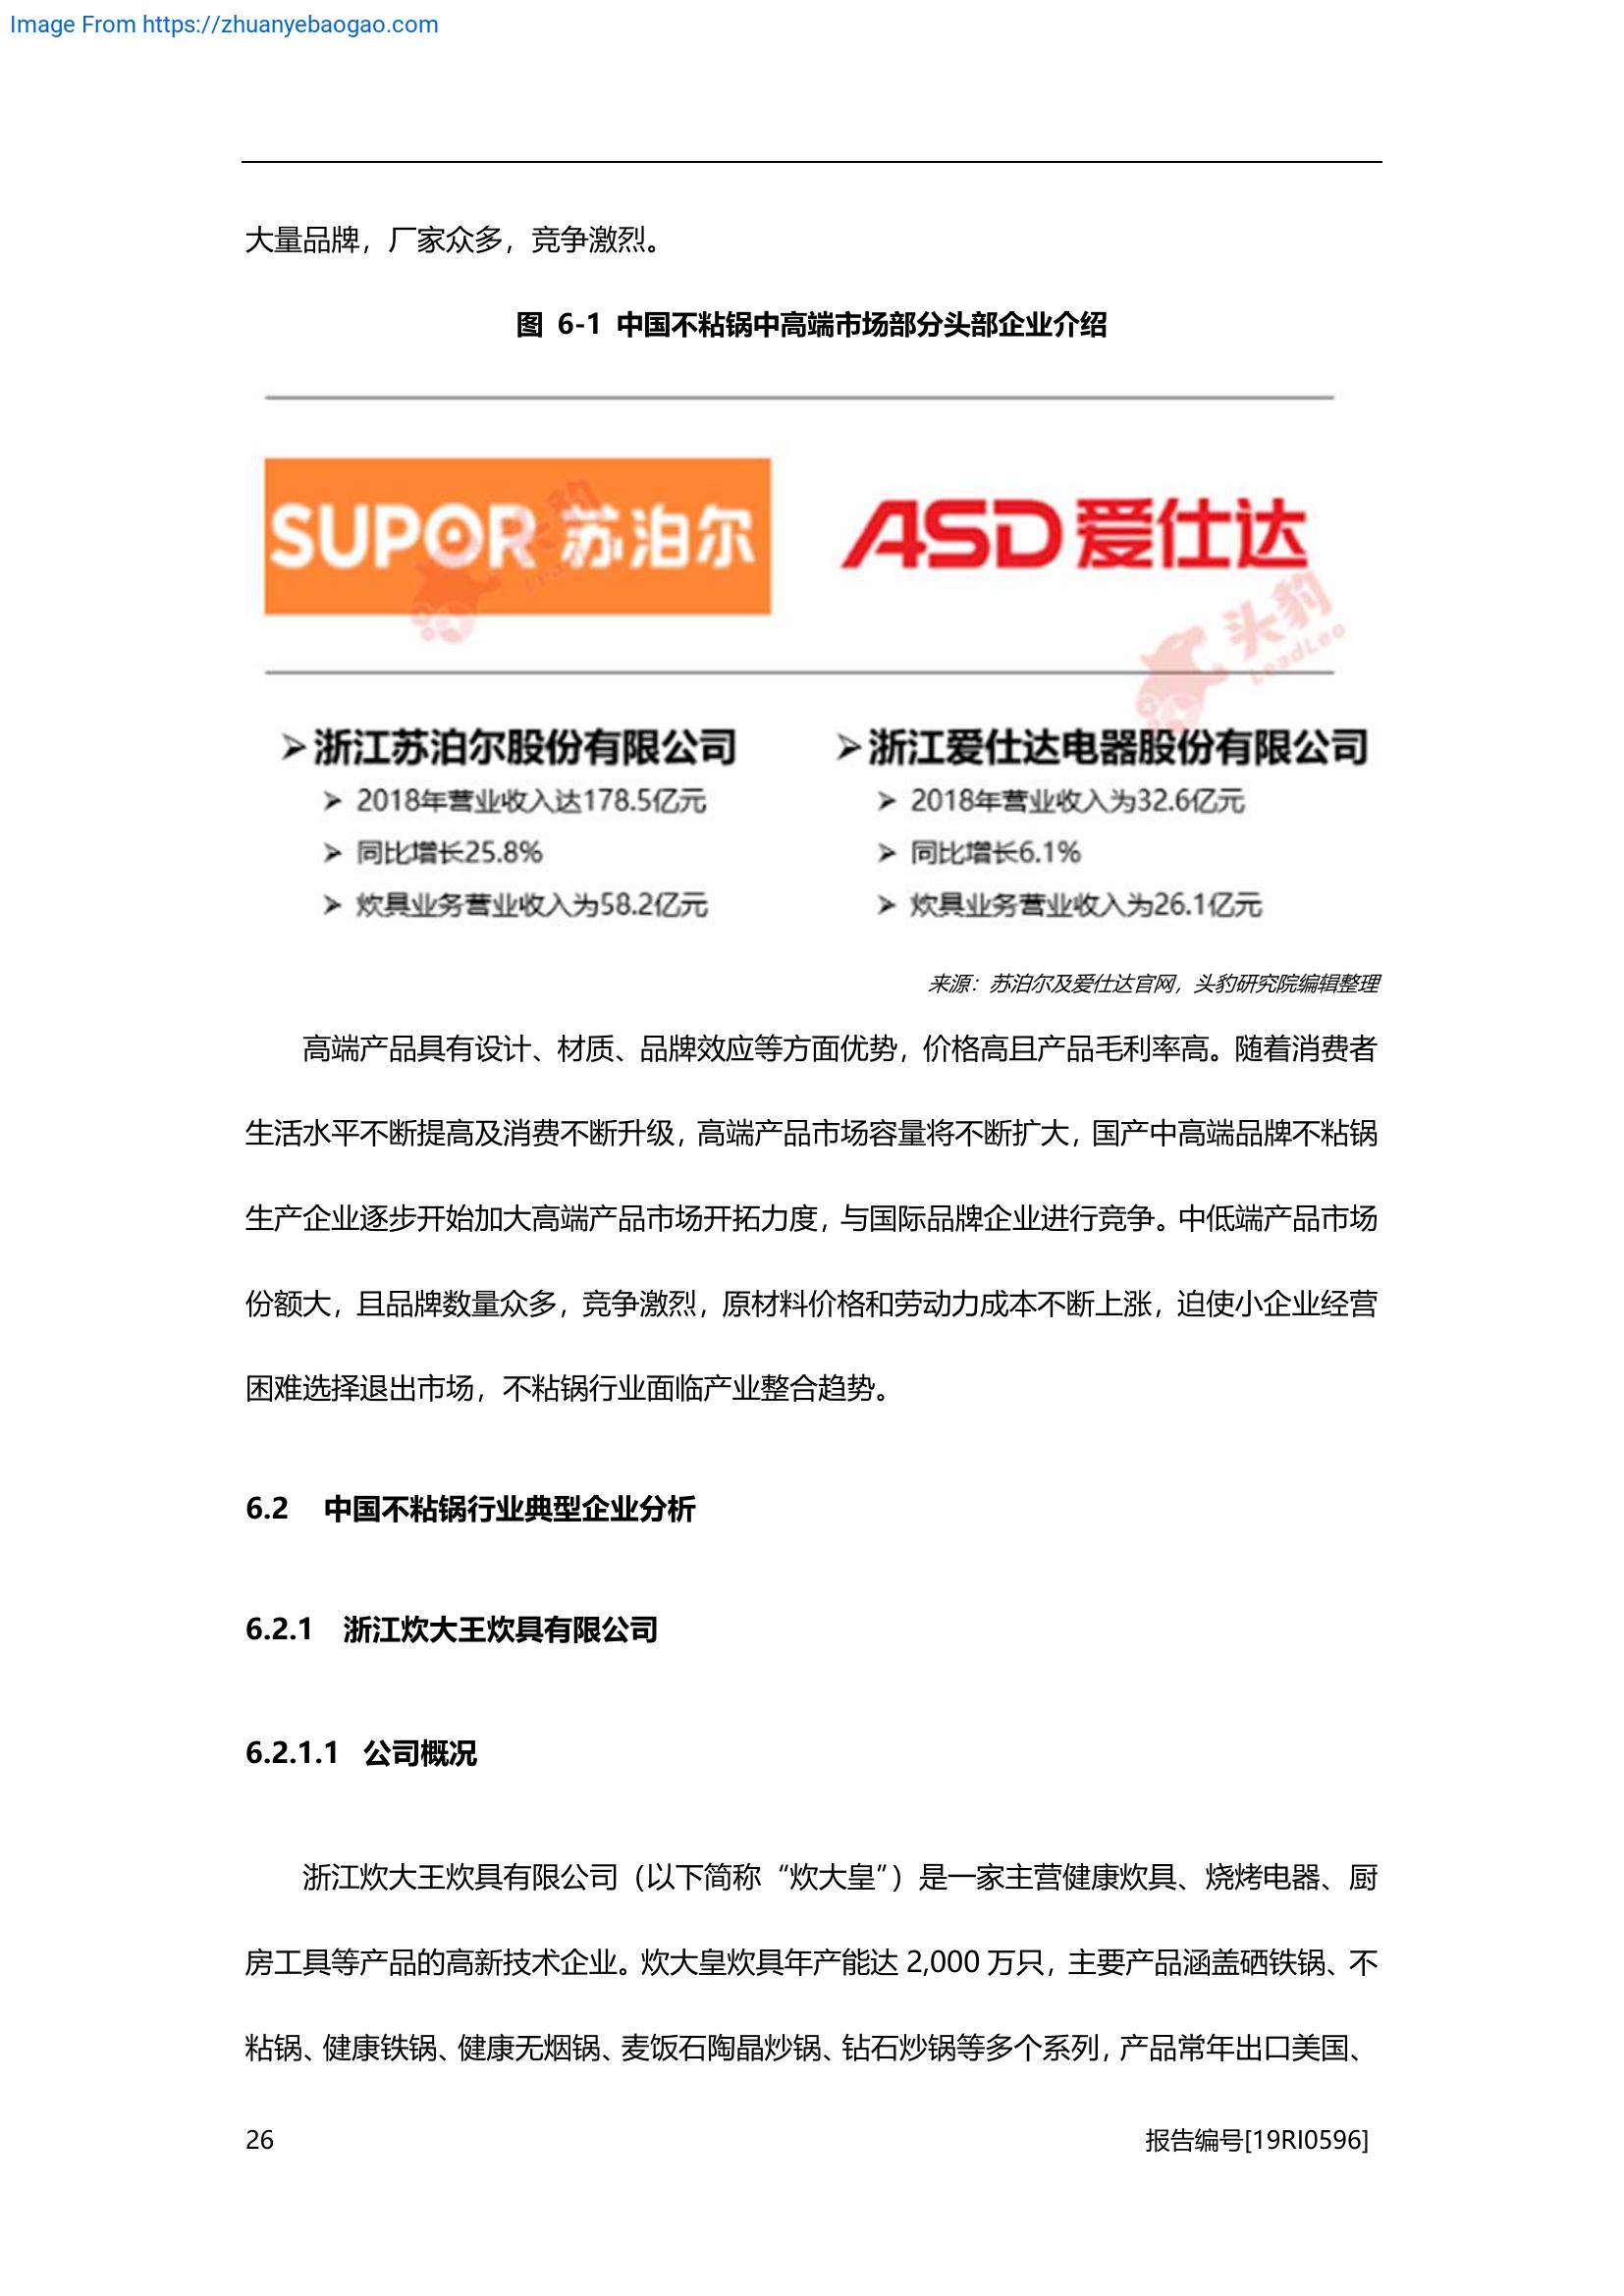 Image From https://zhuanyebaogao.com
大量品牌，厂家众多，竞争激烈。
图 6-1 中国不粘锅中高端市场部分头部企业介绍
SUPOR 苏泊尔
ASD 爱仕达
头豹
LeadLeo
➢浙江苏泊尔股份有限公司
➢ 2018年营业收入达178.5亿元
➢ 同比增长25.8%
➢ 炊具业务营业收入为58.2亿元
➢浙江爱仕达电器股份有限公司
➢ 2018年营业收入为32.6亿元
➢ 同比增长6.1%
➢ 炊具业务营业收入为26.1亿元
来源：苏泊尔及爱仕达官网，头豹研究院编辑整理
高端产品具有设计、材质、品牌效应等方面优势，价格高且产品毛利率高。随着消费者
生活水平不断提高及消费不断升级，高端产品市场容量将不断扩大，国产中高端品牌不粘锅
生产企业逐步开始加大高端产品市场开拓力度，与国际品牌企业进行竞争。中低端产品市场
份额大，且品牌数量众多，竞争激烈，原材料价格和劳动力成本不断上涨，迫使小企业经营
困难选择退出市场，不粘锅行业面临产业整合趋势。
6.2 中国不粘锅行业典型企业分析
6.2.1 浙江炊大王炊具有限公司
6.2.1.1 公司概况
浙江炊大王炊具有限公司（以下简称“炊大皇”）是一家主营健康炊具、烧烤电器、厨
房工具等产品的高新技术企业。炊大皇炊具年产能达 2,000 万只，主要产品涵盖硒铁锅、不
粘锅、健康铁锅、健康无烟锅、麦饭石陶晶炒锅、钻石炒锅等多个系列，产品常年出口美国、
26
报告编号[19RI0596]